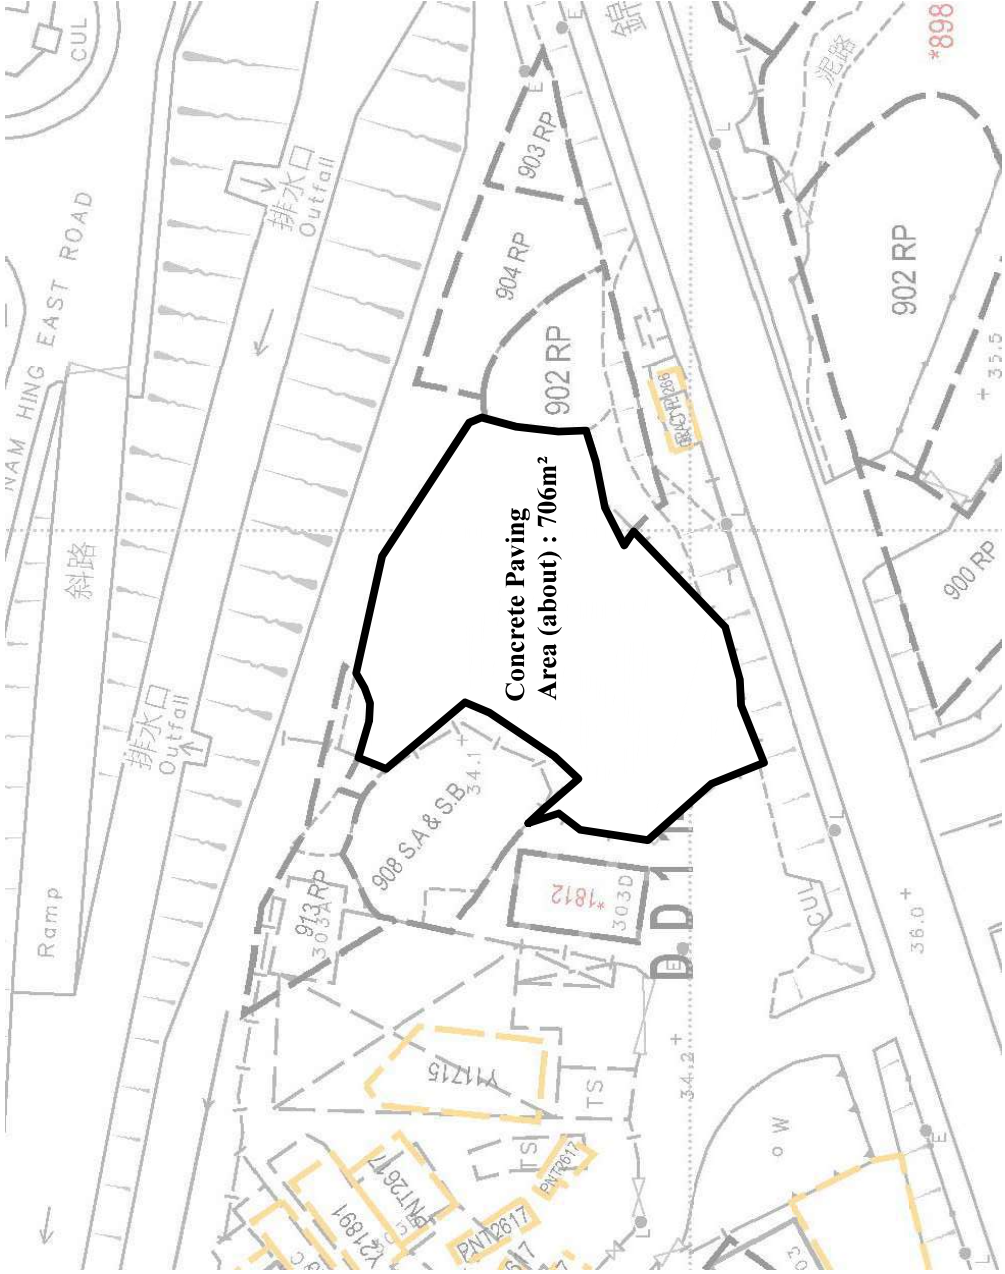 CUL
NAM HING EAST ROAD
排水口
Outfall
E
E
903 RP
904 RP
902 RP
泥路
*898
L
902 RP
35.5
斜路
Concrete Paving
Area (about) : 706m²
L
900 RP
排水口
Outfall
34.1
908 S.A & S.B
913 RP
303A
*1812
303D
Ramp
L
CUL
36.0
E
Y11715
TS
34.2
TS
W
E
PNT2617
PNT2617
Y21891
PNT2617
L
L